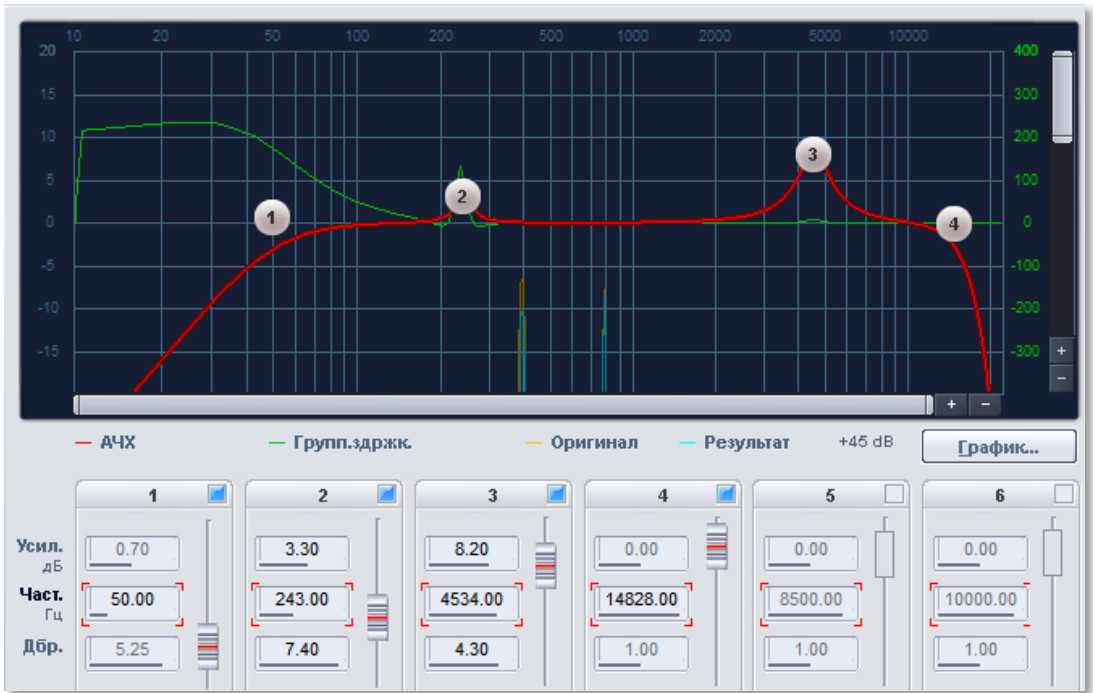 10 20 50 100 200 500 1000 2000 5000 10000
20 400
15 300
10 200
5 100
0 0
-5 -100
-10 -200
-15 -300
1 2 3 4
+
−
+ −
АЧХ Групп.здржк. Оригинал Результат +45 dB График...
1 2 3 4 5 6
Усил. 0.70 3.30 8.20 0.00 0.00 0.00
дБ
Част. 50.00 243.00 4534.00 14828.00 8500.00 10000.00
Гц
Дбр. 5.25 7.40 4.30 1.00 1.00 1.00